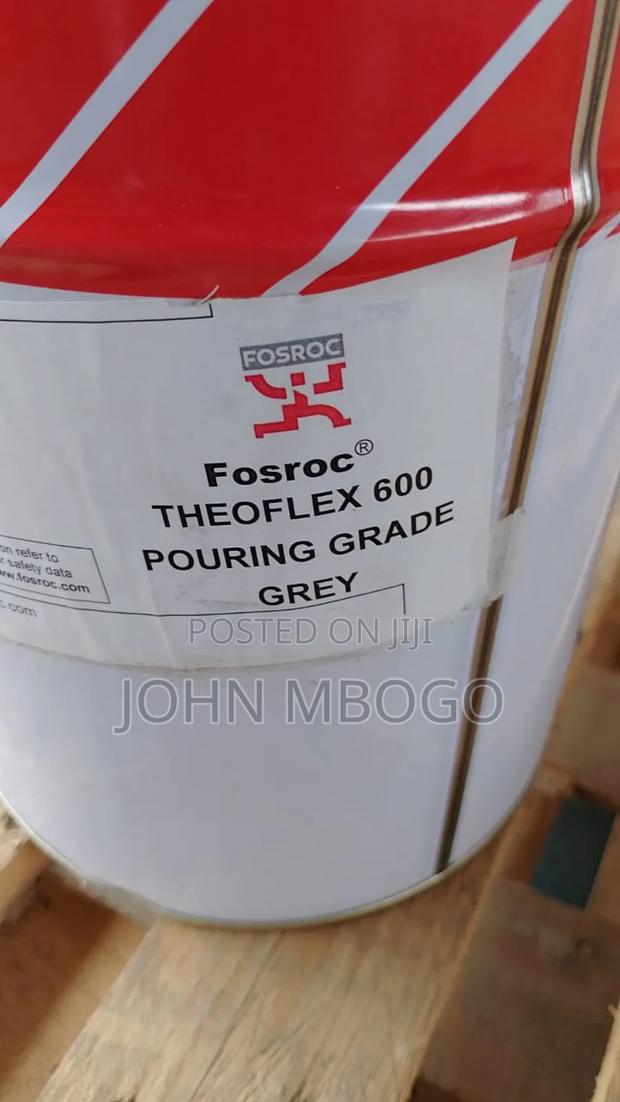 FOSROC
Fosroc®
THEOFLEX 600
POURING GRADE
GREY
on refer to
safety data
www.fosroc.com
c.com
POSTED ON JIJI
JOHN MBOGO